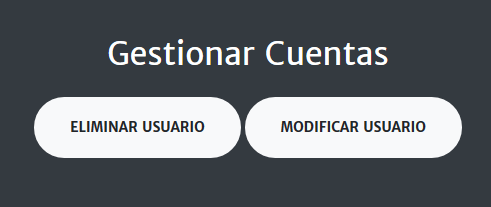 Gestionar Cuentas
ELIMINAR USUARIO MODIFICAR USUARIO